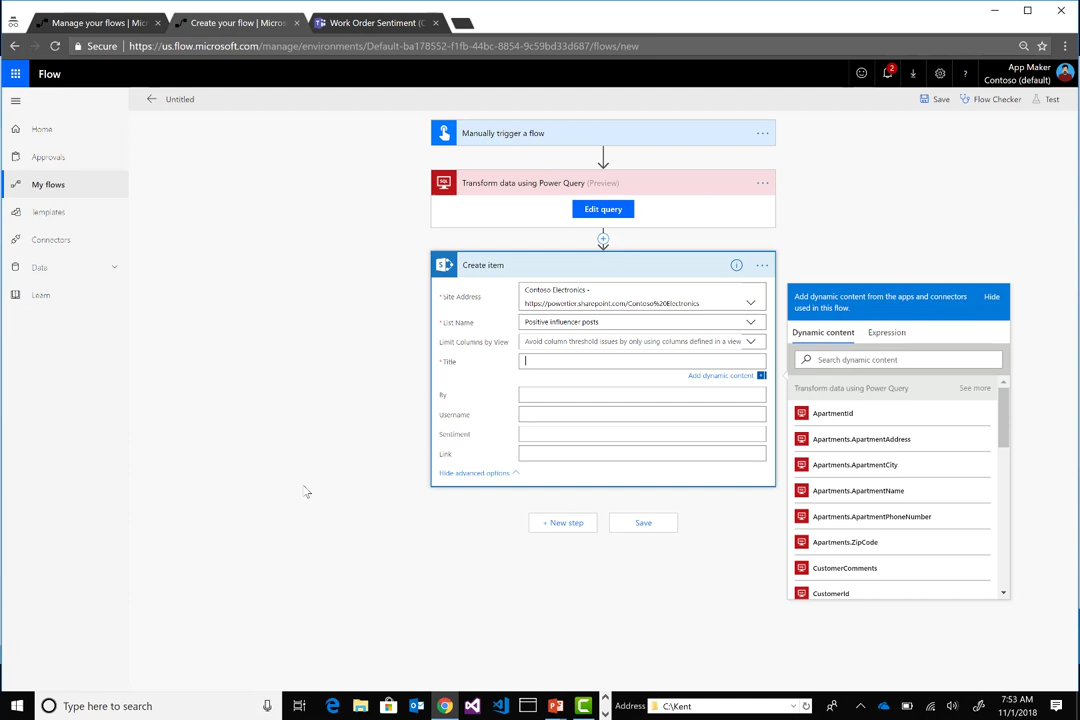 Manage your flows | Mic
Create your flow | Micros
Work Order Sentiment (C
Secure
https://us.flow.microsoft.com/manage/environments/Default-ba178552-f1fb-44bc-8854-9c59bd33d687/flows/new
Flow
2
?
App Maker
Contoso (default)
Untitled
Save
Flow Checker
Test
Home
Approvals
My flows
Templates
Connectors
Data
Learn
Manually trigger a flow
SQL
Transform data using Power Query (Preview)
Edit query
Create item
* Site Address
Contoso Electronics -
https://powertier.sharepoint.com/Contoso%20Electronics
* List Name
Positive influencer posts
Limit Columns by View
Avoid column threshold issues by only using columns defined in a view
* Title
Add dynamic content
By
Username
Sentiment
Link
Hide advanced options
+ New step
Save
Add dynamic content from the apps and connectors
used in this flow.
Hide
Dynamic content
Expression
Search dynamic content
Transform data using Power Query
See more
ApartmentId
Apartments.ApartmentAddress
Apartments.ApartmentCity
Apartments.ApartmentName
Apartments.ApartmentPhoneNumber
Apartments.ZipCode
CustomerComments
CustomerId
Type here to search
Address
C:\Kent
7:53 AM
11/1/2018